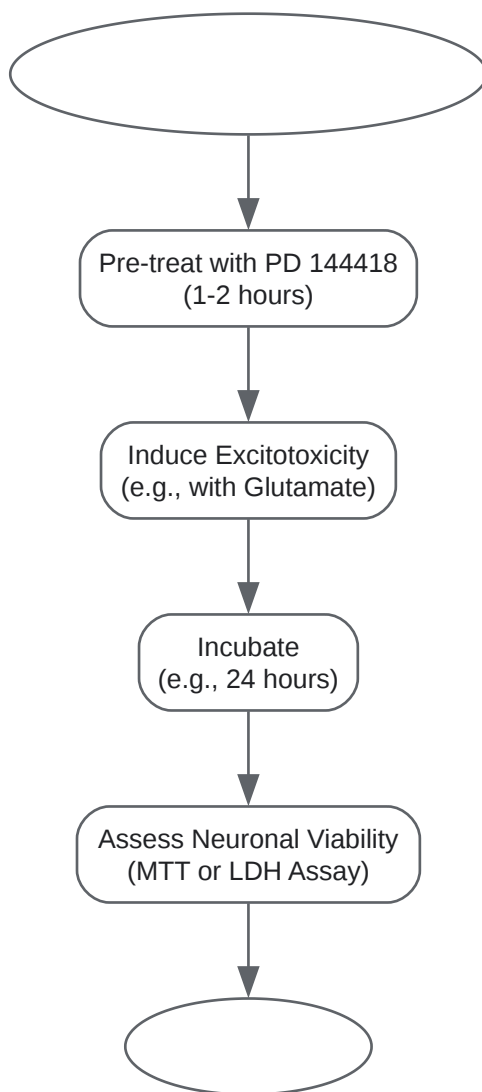 Pre-treat with PD 144418
(1-2 hours)
Induce Excitotoxicity
(e.g., with Glutamate)
Incubate
(e.g., 24 hours)
Assess Neuronal Viability
(MTT or LDH Assay)